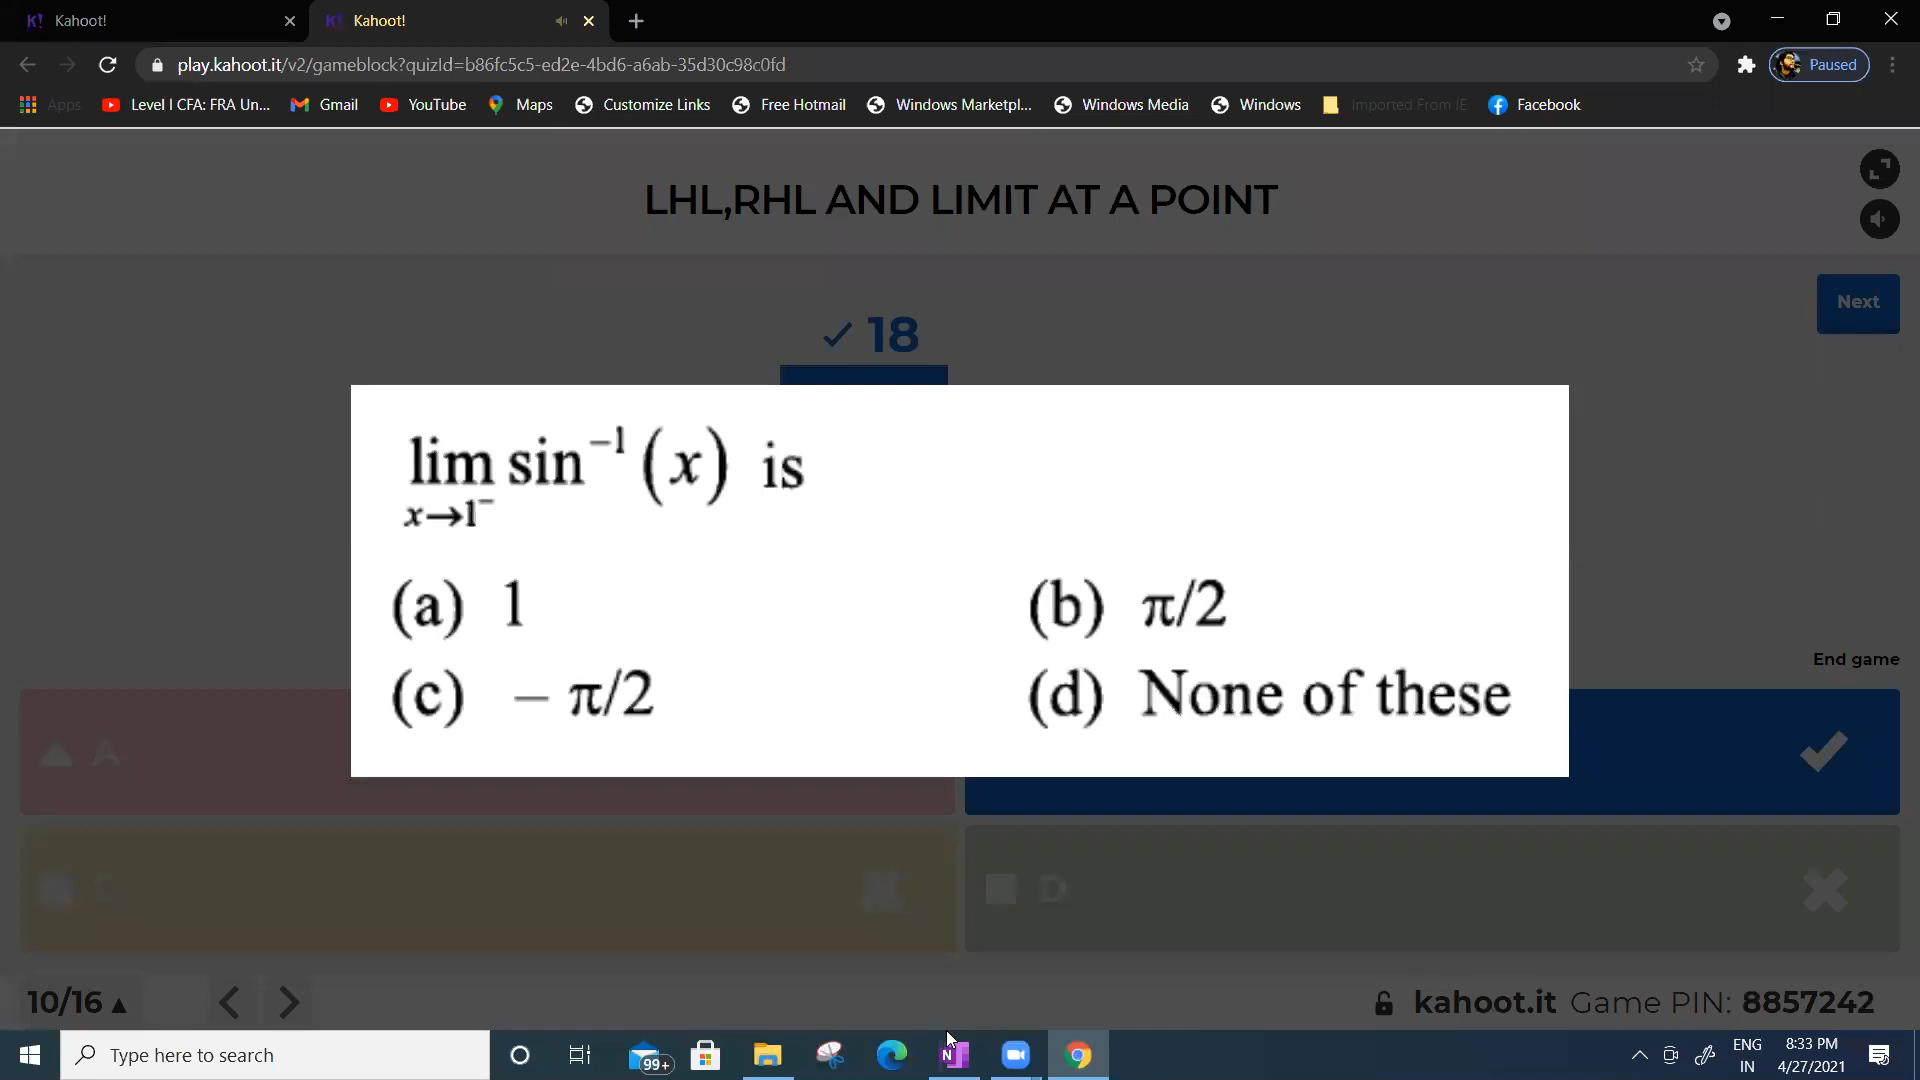 Kahoot!
Kahoot!
play.kahoot.it/v2/gameblock?quizId=b86fc5c5-ed2e-4bd6-a6ab-35d30c98c0fd
Paused
Apps
Level I CFA: FRA Un...
Gmail
YouTube
Maps
Customize Links
Free Hotmail
Windows Marketpl...
Windows Media
Windows
Imported From IE
Facebook
LHL,RHL AND LIMIT AT A POINT
Next
18
lim sin⁻¹ (x) is
x→1⁻
(a) 1
(b) π/2
(c) – π/2
(d) None of these
End game
A
D
10/16
kahoot.it Game PIN: 8857242
Type here to search
99+
N
ENG
IN
8:33 PM
4/27/2021